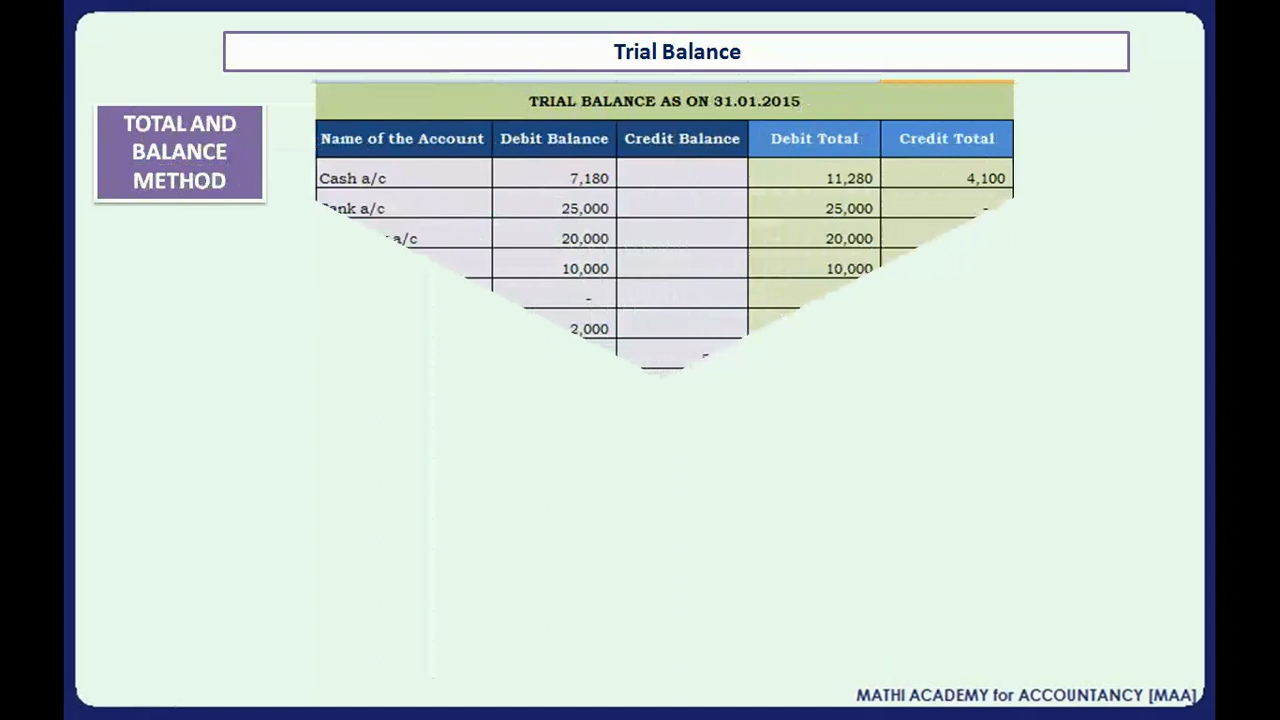 Trial Balance
TOTAL AND
BALANCE
METHOD
TRIAL BALANCE AS ON 31.01.2015
Name of the Account Debit Balance Credit Balance Debit Total Credit Total
Cash a/c 7,180 11,280 4,100
a/c 25,000 25,000 -
a/c 20,000 20,000
10,000 10,000
-
2,000
MATHI ACADEMY for ACCOUNTANCY [MAA]